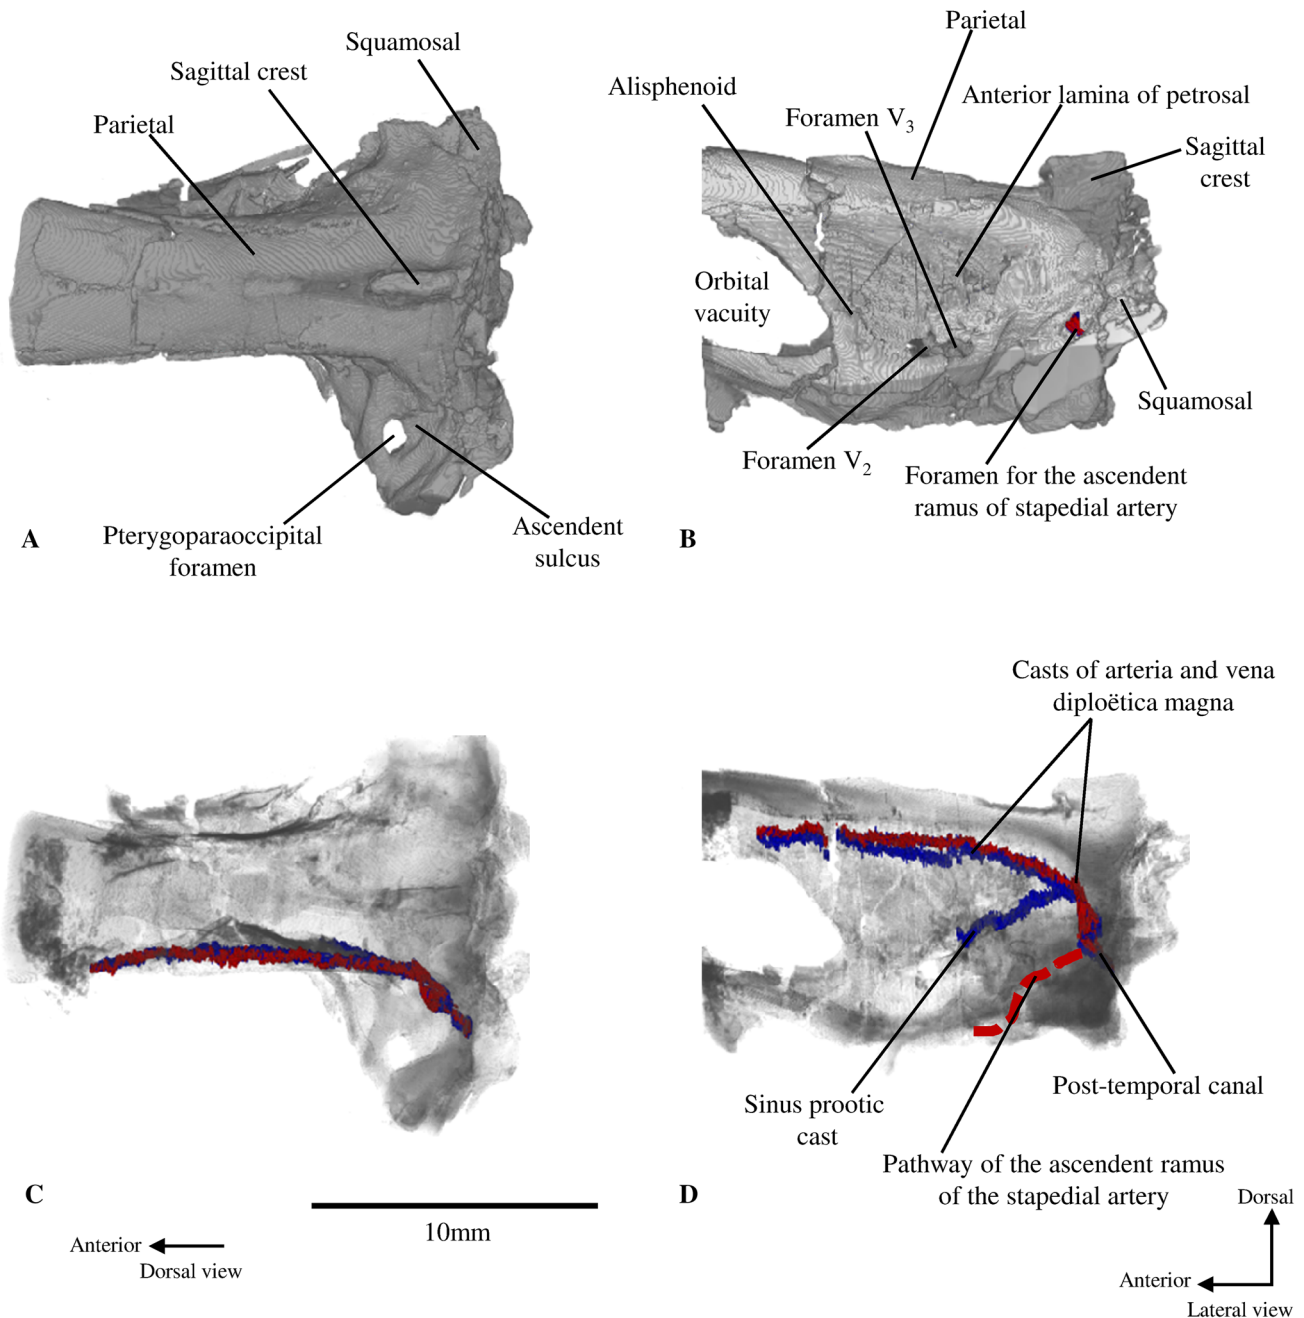 Squamosal
Sagittal crest
Parietal
Pterygoparaoccipital
foramen
Ascendent
sulcus
A
Parietal
Alisphenoid
Anterior lamina of petrosal
Foramen V3
Sagittal
crest
Orbital
vacuity
Squamosal
Foramen V2
Foramen for the ascendent
ramus of stapedial artery
B
C
10mm
Anterior
Dorsal view
Casts of arteria and vena
diploëtica magna
Sinus prootic
cast
Post-temporal canal
Pathway of the ascendent ramus
of the stapedial artery
D
Dorsal
Anterior
Lateral view